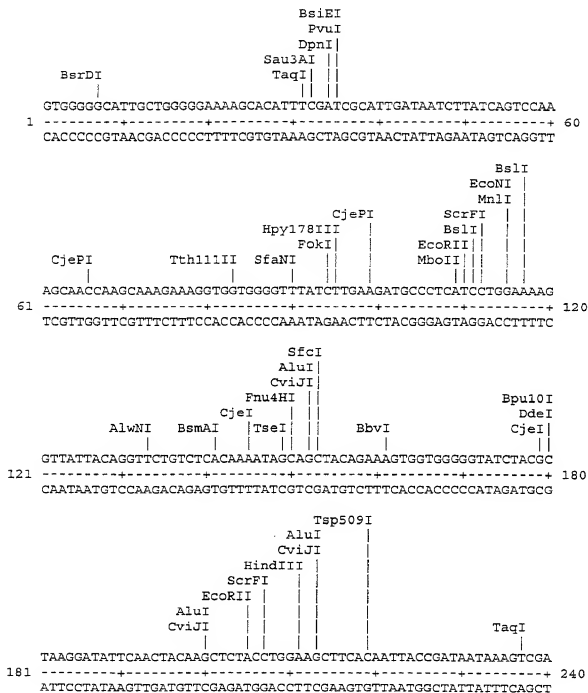 BsiEI
PvuI
DpnI
Sau3AI
BsrDI TaqI
GTGGGGGCATTGCTGGGGGAAAAGCACATTTCGATCGCATTGATAATCTTATCAGTCCAA
1 ---------+---------+---------+---------+---------+---------+ 60
CACCCCCGTAACGACCCCCTTTTCGTGTAAAGCTAGCGTAACTATTAGAATAGTCAGGTT
BslI
EcoNI
MnlI
CjePI ScrFI
Hpy178III BslI
FokI EcoRII
CjePI Tth111II SfaNI MboII
AGCAACCAAGCAAAGAAAGGTGGTGGGGTTTATCTTGAAGATGCCCTCATCCTGGAAAAG
61 ---------+---------+---------+---------+---------+---------+ 120
TCGTTGGTTCGTTTCTTTCCACCACCCCAAATAGAACTTCTACGGGAGTAGGACCTTTTC
SfcI
AluI
CviJI
Fnu4HI Bpu10I
CjeI DdeI
AlwNI BsmAI TseI BbvI CjeI
GTTATTACAGGTTCTGTCTCACAAAATAGCAGCTACAGAAAGTGGTGGGGGTATCTACGC
121 ---------+---------+---------+---------+---------+---------+ 180
CAATAATGTCCAAGACAGAGTGTTTTATCGTCGATGTCTTTCACCACCCCCATAGATGCG
Tsp509I
AluI
CviJI
HindIII
ScrFI
EcoRII
AluI
CviJI TaqI
TAAGGATATTCAACTACAAGCTCTACCTGGAAGCTTCACAATTACCGATAATAAAGTCGA
181 ---------+---------+---------+---------+---------+---------+ 240
ATTCCTATAAGTTGATGTTCGAGATGGACCTTCGAAGTGTTAATGGCTATTATTTCAGCT